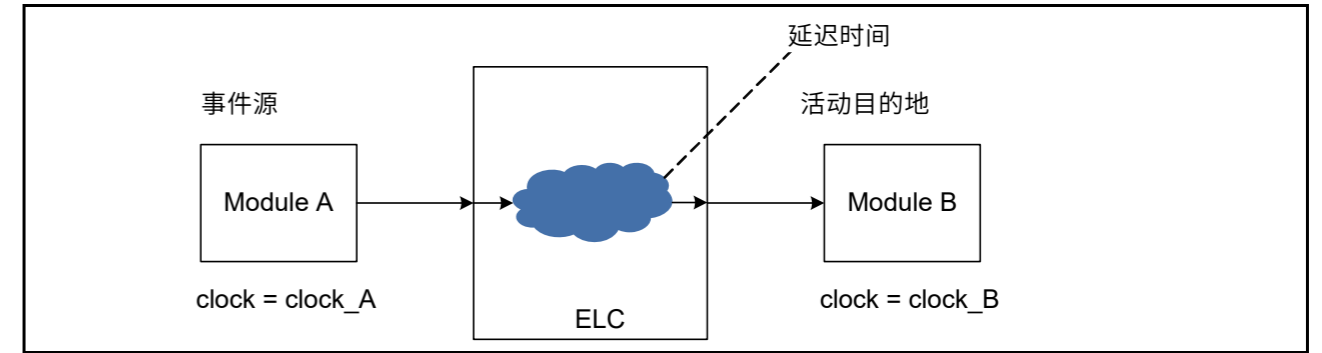 延迟时间
事件源
活动目的地
Module A
Module B
clock = clock_A
clock = clock_B
ELC